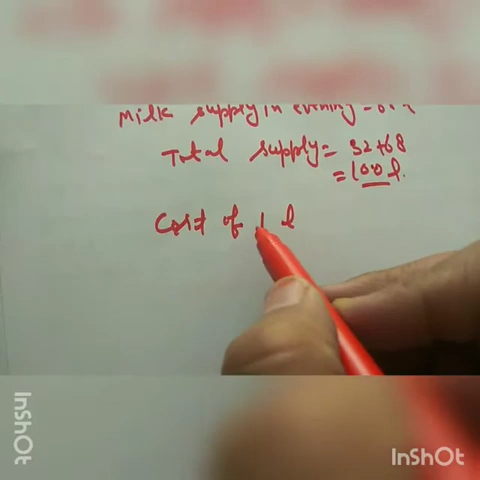 Milk supply in evening =
Total supply = 32+68
= 100 l.
Cost of 1 l
InShOt
InShOt